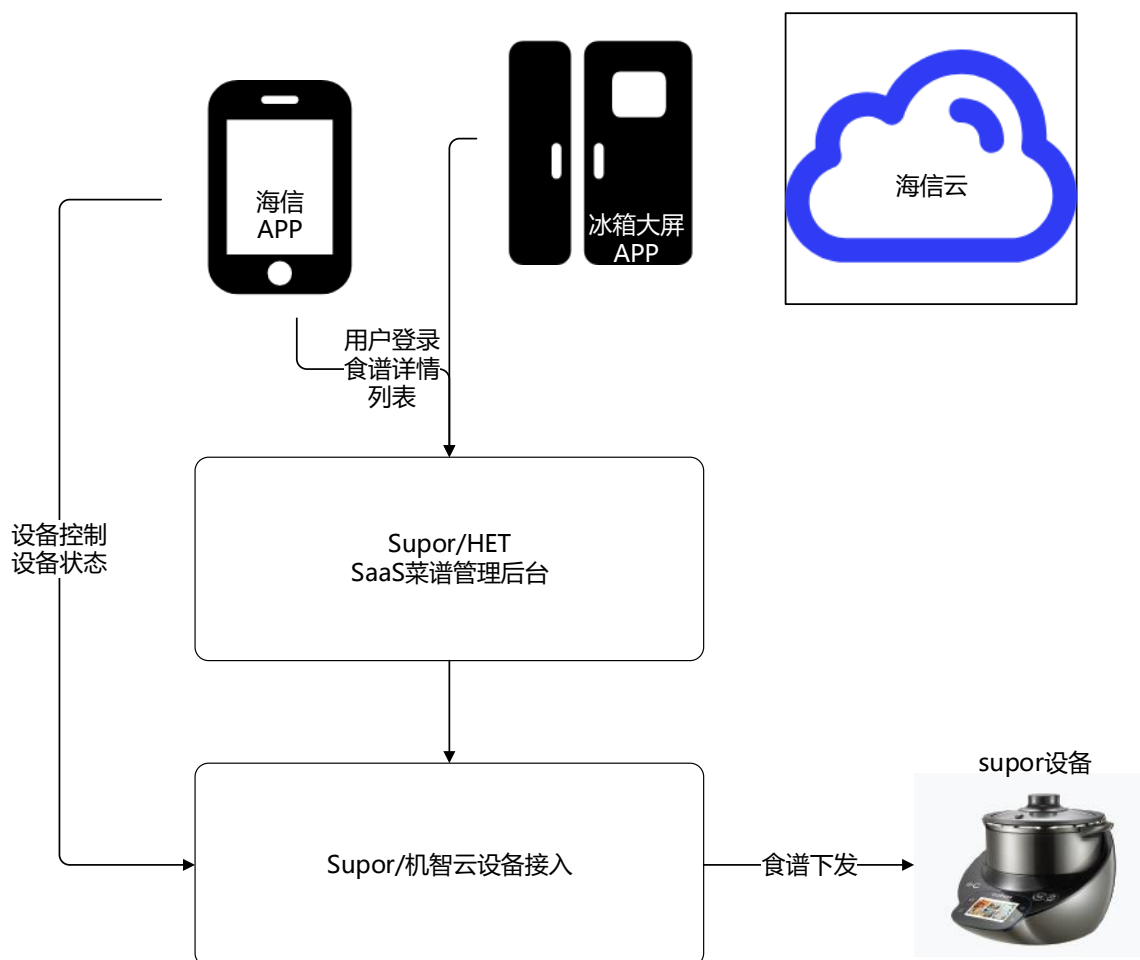 海信
APP
冰箱大屏
APP
海信云
用户登录
食谱详情
列表
设备控制
设备状态
Supor/HET
SaaS菜谱管理后台
supor设备
Supor/机智云设备接入
食谱下发